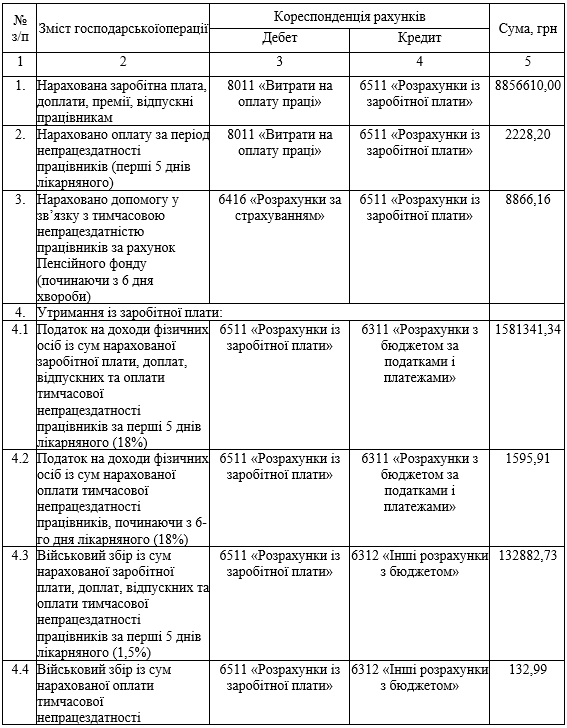 № з/п
Зміст господарськоїоперації
Кореспонденція рахунків
Сума, грн
Дебет
Кредит
1 2 3 4 5
1. Нарахована заробітна плата, 8011 «Витрати на 6511 «Розрахунки із 8856610,00
доплати, премії, відпускні оплату праці» заробітної плати»
працівникам
2. Нараховано оплату за період 8011 «Витрати на 6511 «Розрахунки із 2228,20
непрацездатності оплату праці» заробітної плати»
працівників (перші 5 днів
лікарняного)
3. Нараховано допомогу у 6416 «Розрахунки за 6511 «Розрахунки із 8866,16
зв’язку з тимчасовою страхуванням» заробітної плати»
непрацездатністю
працівників за рахунок
Пенсійного фонду
(починаючи з 6 дня
хвороби)
4. Утримання із заробітної плати:
4.1 Податок на доходи фізичних 6511 «Розрахунки із 6311 «Розрахунки з 1581341,34
осіб із сум нарахованої заробітної плати» бюджетом за
заробітної плати, доплат, податками і
відпускних та оплати платежами»
тимчасової
непрацездатності
працівників за перші 5 днів
лікарняного (18%)
4.2 Податок на доходи фізичних 6511 «Розрахунки із 6311 «Розрахунки з 1595,91
осіб із сум нарахованої заробітної плати» бюджетом за
оплати тимчасової податками і
непрацездатності платежами»
працівників, починаючи з 6-
го дня лікарняного (18%)
4.3 Військовий збір із сум 6511 «Розрахунки із 6312 «Інші розрахунки 132882,73
нарахованої заробітної заробітної плати» з бюджетом»
плати, доплат, відпускних та
оплати тимчасової
непрацездатності
працівників за перші 5 днів
лікарняного (1,5%)
4.4 Військовий збір із сум 6511 «Розрахунки із 6312 «Інші розрахунки 132,99
нарахованої оплати заробітної плати» з бюджетом»
тимчасової
непрацездатності